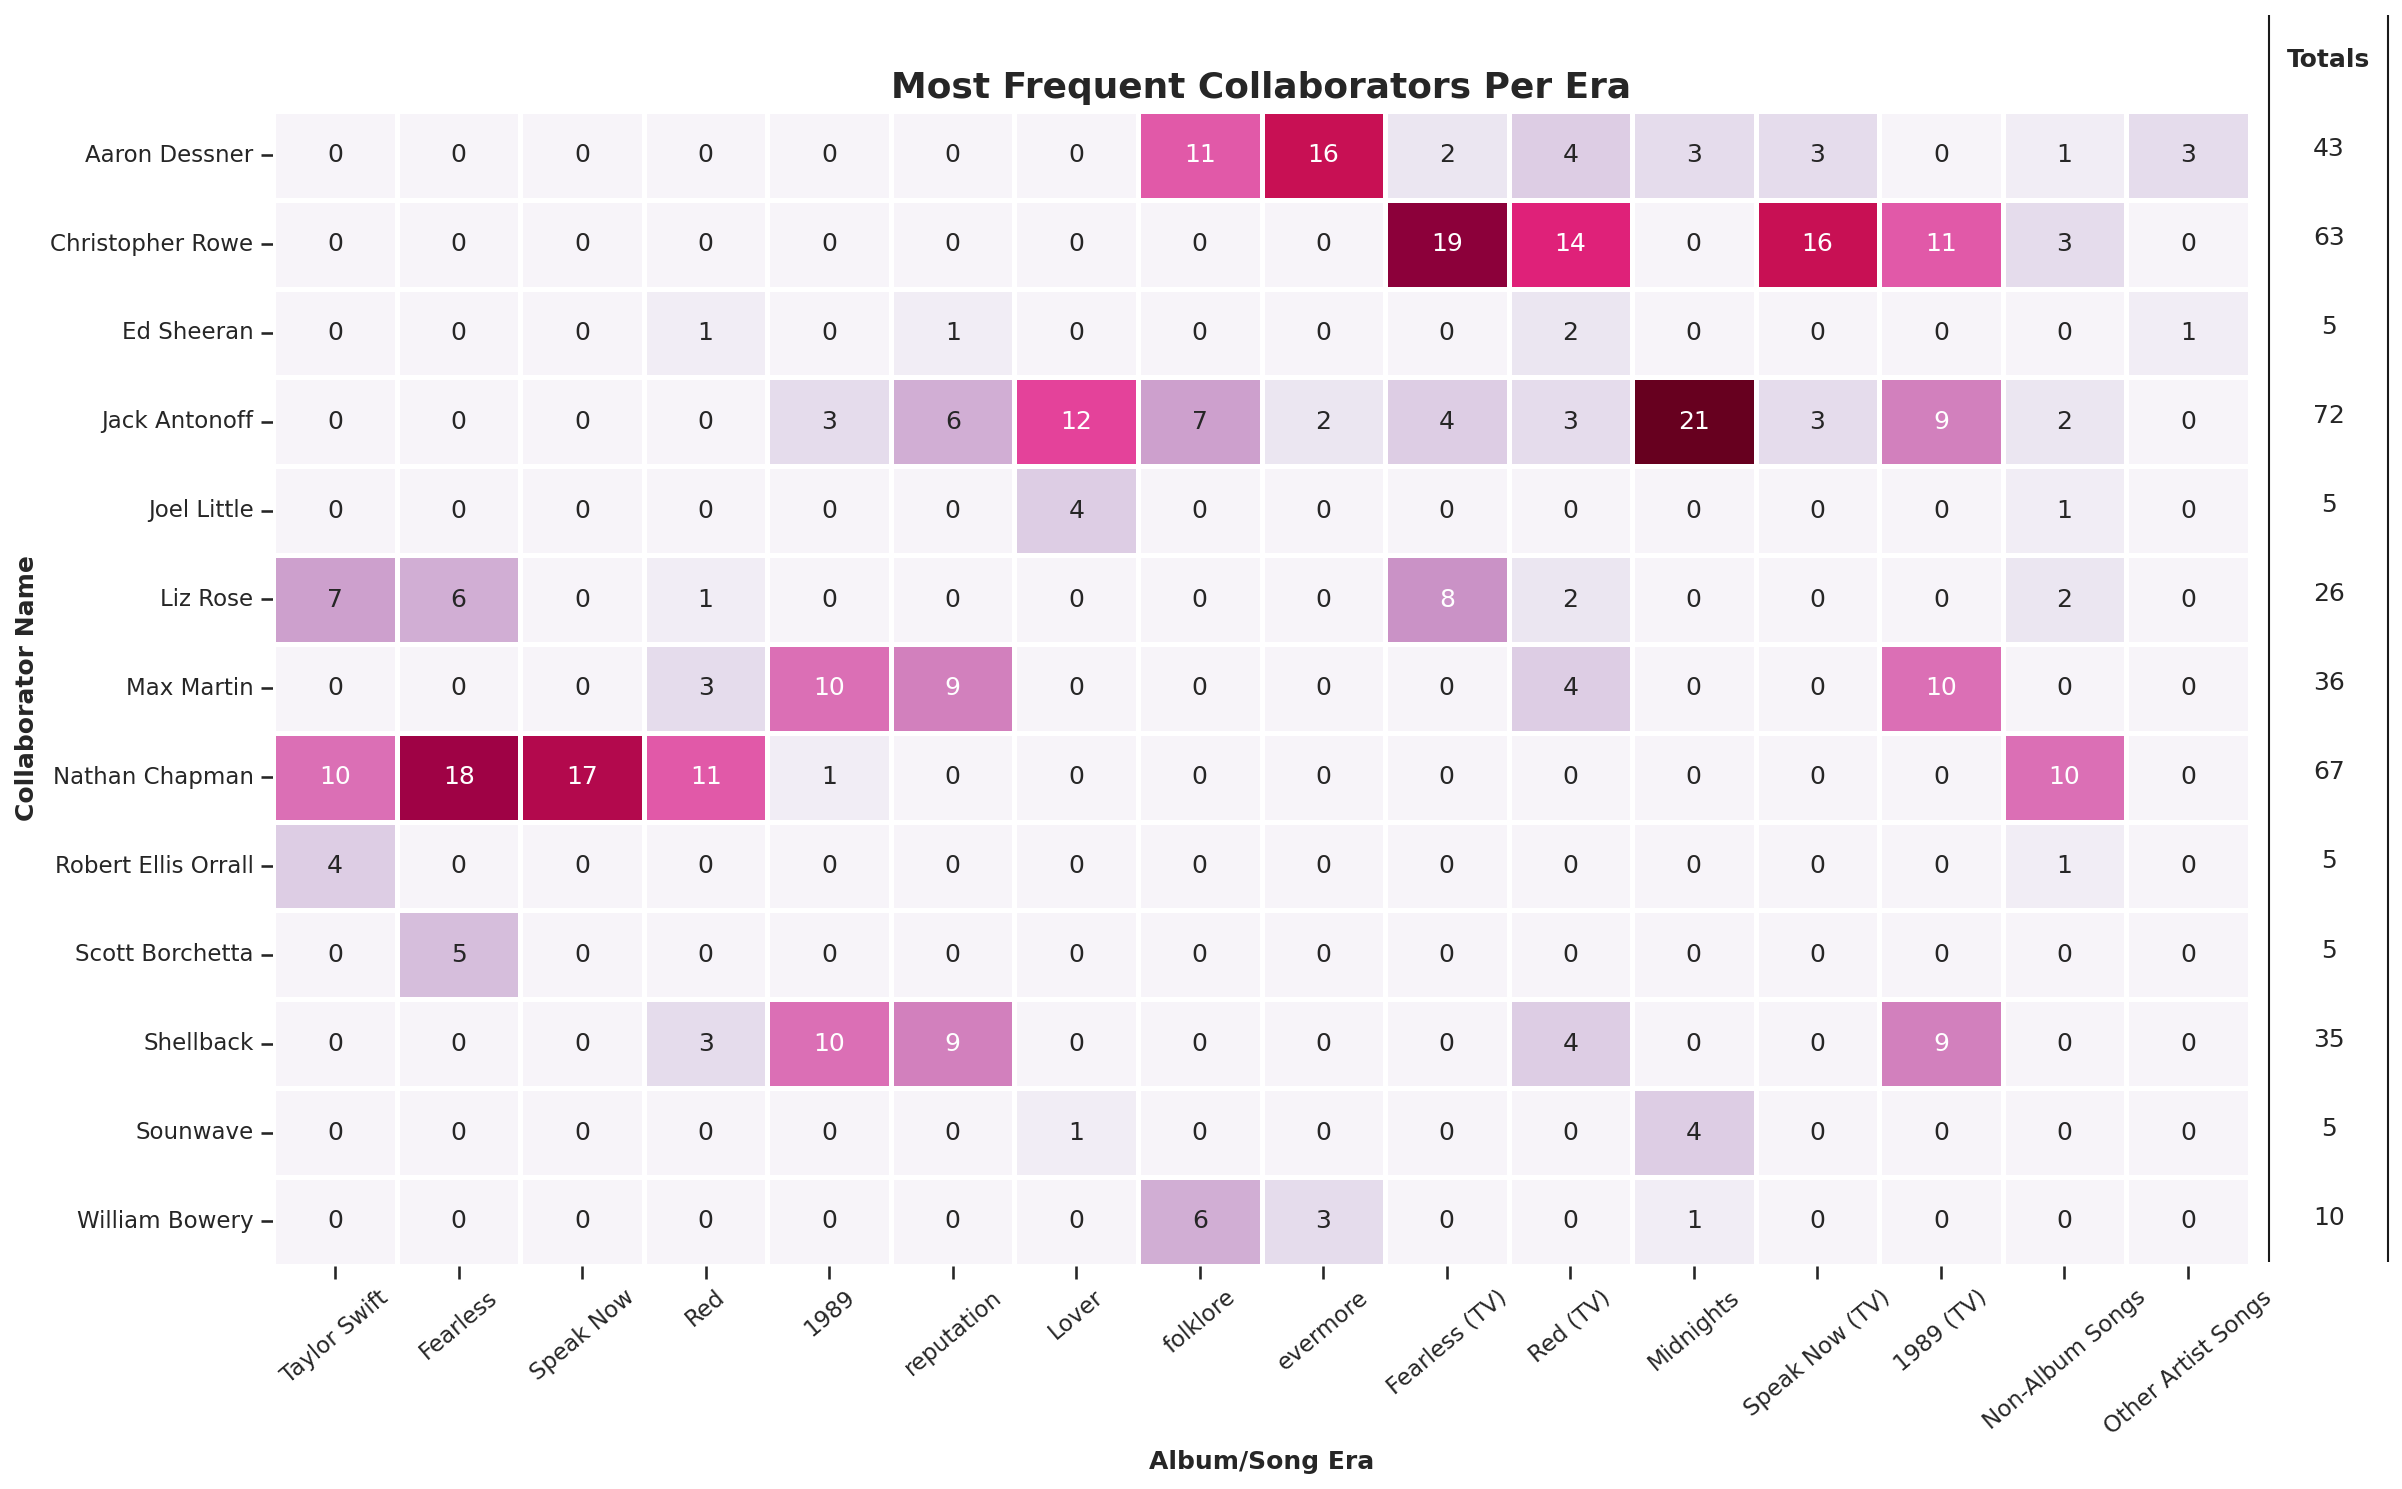 Totals
Most Frequent Collaborators Per Era
Aaron Dessner 0 0 0 0 0 0 0 11 16 2 4 3 3 0 1 3 43
Christopher Rowe 0 0 0 0 0 0 0 0 0 19 14 0 16 11 3 0 63
Ed Sheeran 0 0 0 1 0 1 0 0 0 0 2 0 0 0 0 1 5
Jack Antonoff 0 0 0 0 3 6 12 7 2 4 3 21 3 9 2 0 72
Joel Little 0 0 0 0 0 0 4 0 0 0 0 0 0 0 1 0 5
Liz Rose 7 6 0 1 0 0 0 0 0 8 2 0 0 0 2 0 26
Max Martin 0 0 0 3 10 9 0 0 0 0 4 0 0 10 0 0 36
Nathan Chapman 10 18 17 11 1 0 0 0 0 0 0 0 0 0 10 0 67
Robert Ellis Orrall 4 0 0 0 0 0 0 0 0 0 0 0 0 0 1 0 5
Scott Borchetta 0 5 0 0 0 0 0 0 0 0 0 0 0 0 0 0 5
Shellback 0 0 0 3 10 9 0 0 0 0 4 0 0 9 0 0 35
Sounwave 0 0 0 0 0 0 1 0 0 0 0 4 0 0 0 0 5
William Bowery 0 0 0 0 0 0 0 6 3 0 0 1 0 0 0 0 10
Collaborator Name
Taylor Swift Fearless Speak Now Red 1989 reputation Lover folklore evermore Fearless (TV) Red (TV) Midnights Speak Now (TV) 1989 (TV) Non-Album Songs Other Artist Songs
Album/Song Era